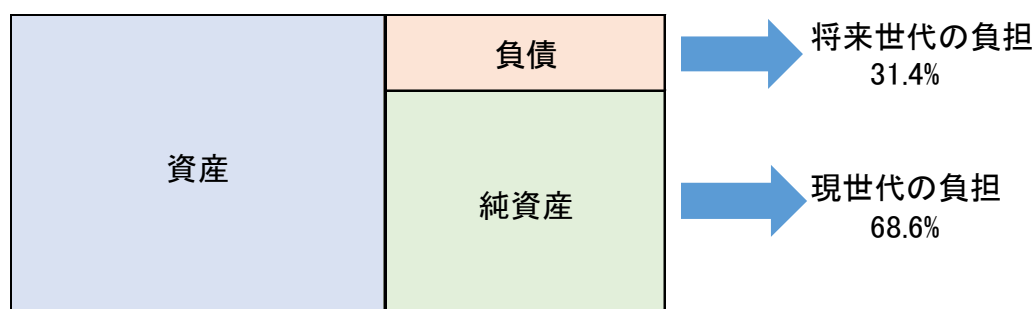 資産
負債
純資産
将来世代の負担
31.4%
現世代の負担
68.6%